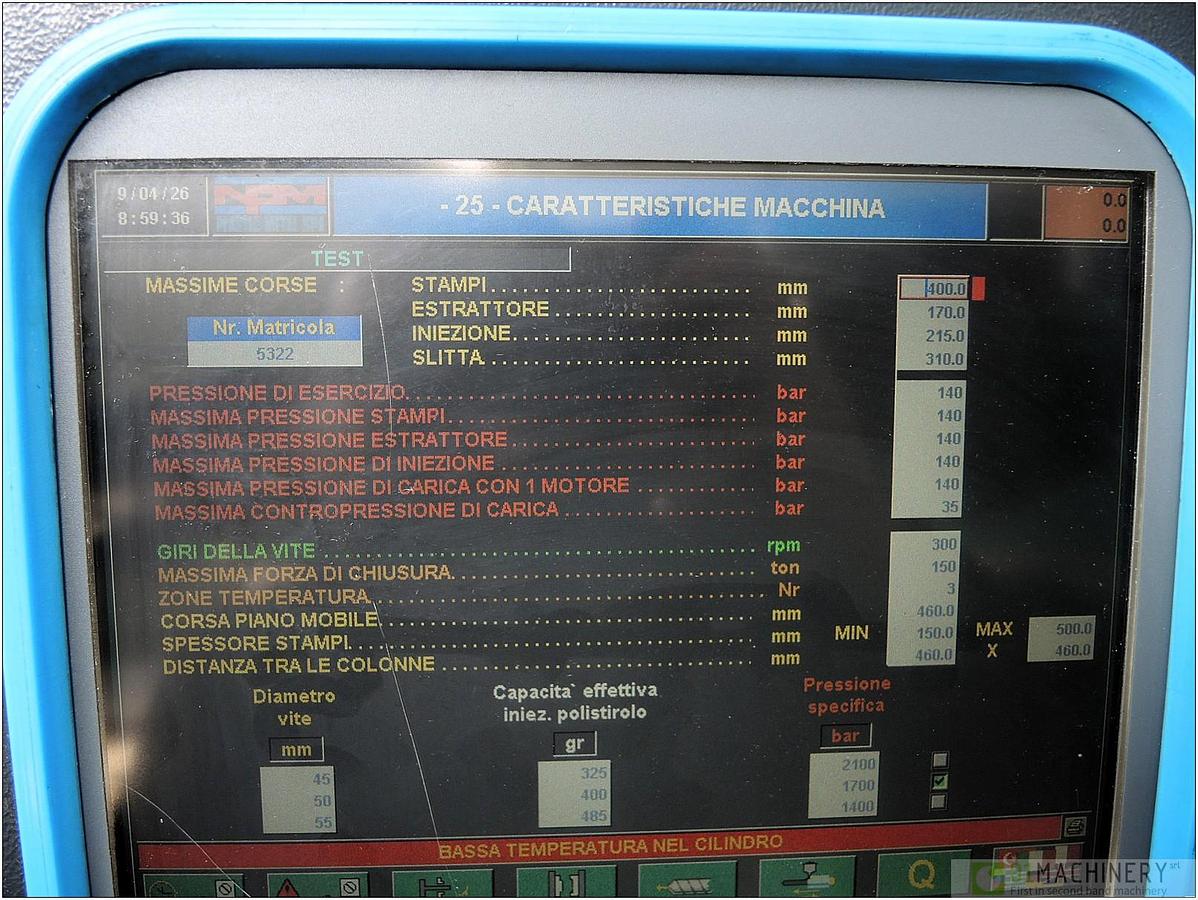 9/04/26
8:59:36
NPM
- 25 - CARATTERISTICHE MACCHINA
0.0
0.0
TEST
MASSIME CORSE : STAMPI mm 400.0
ESTRATTORE mm 170.0
Nr. Matricola
INIEZIONE mm 215.0
5322
SLITTA mm 310.0
PRESSIONE DI ESERCIZIO bar 140
MASSIMA PRESSIONE STAMPI bar 140
MASSIMA PRESSIONE ESTRATTORE bar 140
MASSIMA PRESSIONE DI INIEZIONE bar 140
MASSIMA PRESSIONE DI CARICA CON 1 MOTORE bar 140
MASSIMA CONTROPRESSIONE DI CARICA bar 35
GIRI DELLA VITE rpm 300
MASSIMA FORZA DI CHIUSURA ton 150
ZONE TEMPERATURA Nr 3
CORSA PIANO MOBILE mm 460.0
SPESSORE STAMPI mm MIN 150.0 MAX 500.0
DISTANZA TRA LE COLONNE mm 460.0 X 460.0
Diametro vite
Capacita` effettiva iniez. polistirolo
Pressione specifica
mm gr bar
45 325 2100
50 400 1700
55 485 1400
BASSA TEMPERATURA NEL CILINDRO
Q
MACHINERY srl
First in second hand machinery